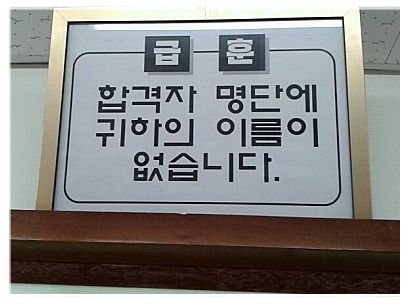 급훈
합격자 명단에
귀하의 이름이
없습니다.